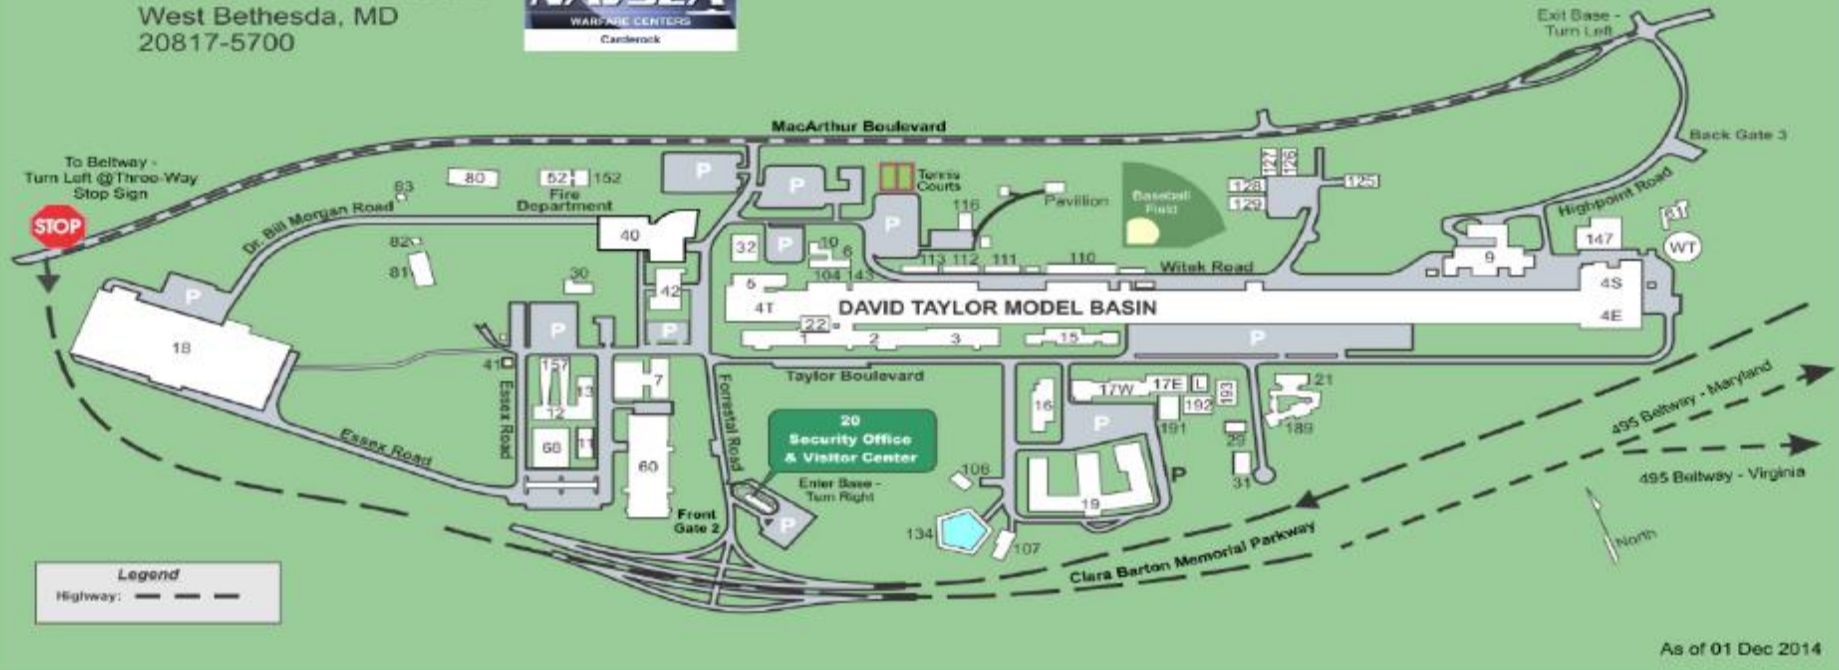 West Bethesda, MD
20817-5700
WARFARE CENTERS
Carderock
Exit Base -
Turn Left
MacArthur Boulevard
Back Gate 3
To Beltway -
Turn Left @Three-Way
Stop Sign
STOP
83
80
52
152
Fire
Department
P
P
Tennis
Courts
116
Pavillion
Baseball
Field
127
126
128
129
125
Highpoint Road
147
WT
Dr. Bill Morgan Road
82
81
40
32
P
P
10
6
104
143
113
112
111
110
Witek Road
9
P
30
42
5
4T
DAVID TAYLOR MODEL BASIN
4S
4E
18
P
P
22
1
2
3
15
P
41
157
13
12
7
Taylor Boulevard
16
17W
17E
L
193
192
191
21
189
29
31
Essex Road
Essex Road
68
11
60
Forrestal Road
20
Security Office
& Visitor Center
Enter Base -
Turn Right
P
Front
Gate 2
106
134
107
19
P
P
495 Beltway - Maryland
495 Beltway - Virginia
Clara Barton Memorial Parkway
North
Legend
Highway:
As of 01 Dec 2014